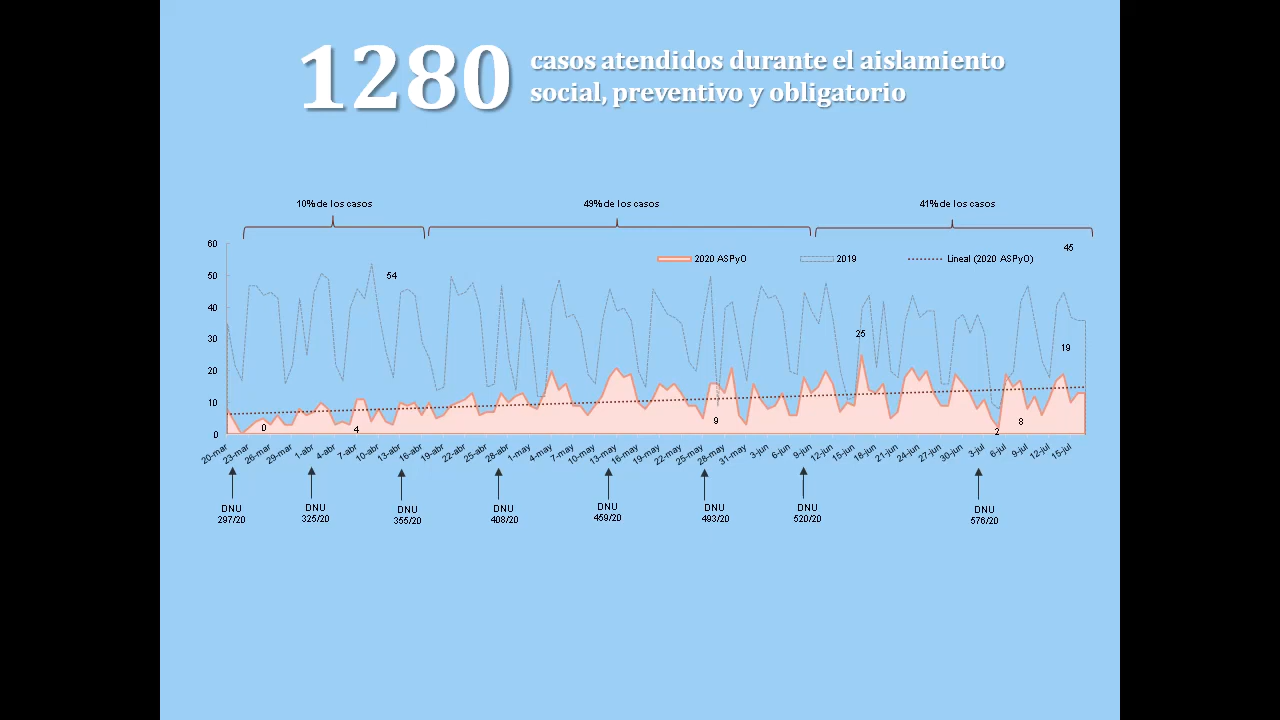 1280
casos atendidos durante el aislamiento
social, preventivo y obligatorio
10% de los casos
49% de los casos
41% de los casos
60
50
40
30
20
10
0
2020 ASPyO
2019
Lineal (2020 ASPyO)
54
0
4
9
25
2
8
45
19
20-mar
23-mar
26-mar
29-mar
1-abr
4-abr
7-abr
10-abr
13-abr
16-abr
19-abr
22-abr
25-abr
28-abr
1-may
4-may
7-may
10-may
13-may
16-may
19-may
22-may
25-may
28-may
31-may
3-jun
6-jun
9-jun
12-jun
15-jun
18-jun
21-jun
24-jun
27-jun
30-jun
3-jul
6-jul
9-jul
12-jul
15-jul
DNU
297/20
DNU
325/20
DNU
355/20
DNU
408/20
DNU
459/20
DNU
493/20
DNU
520/20
DNU
576/20